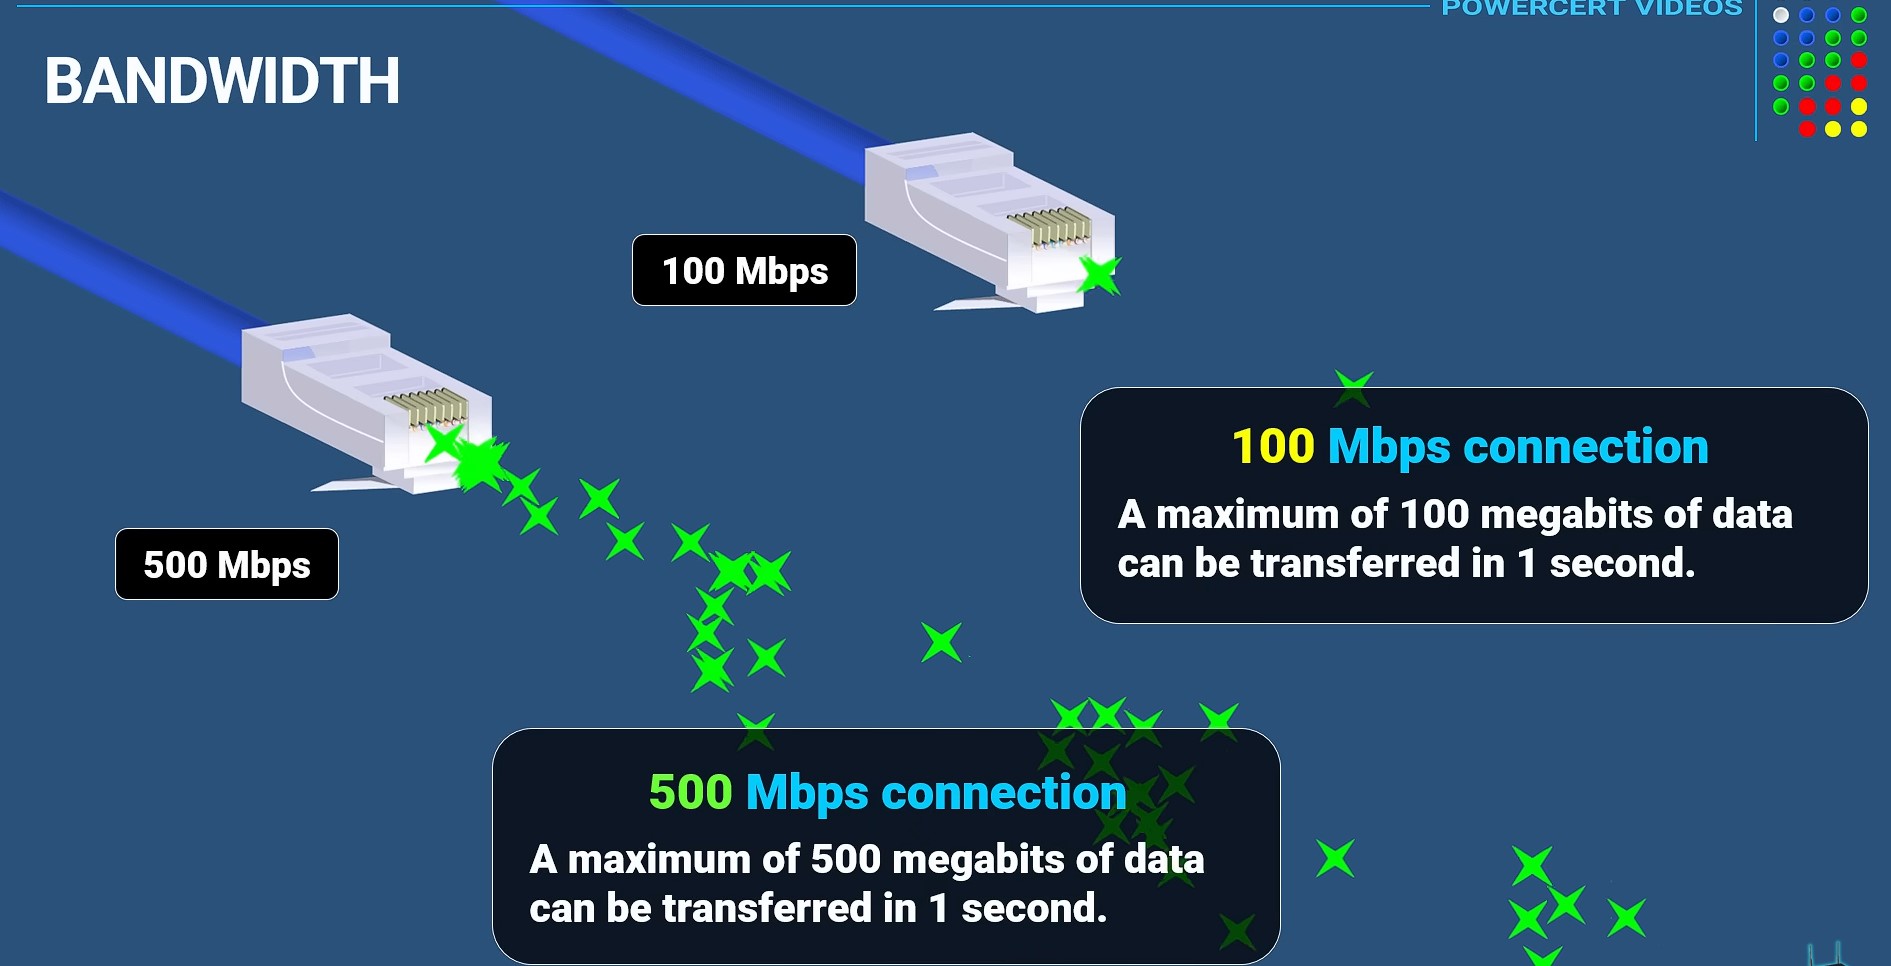 POWERCERT VIDEOS
BANDWIDTH
100 Mbps
500 Mbps
100 Mbps connection
A maximum of 100 megabits of data
can be transferred in 1 second.
500 Mbps connection
A maximum of 500 megabits of data
can be transferred in 1 second.